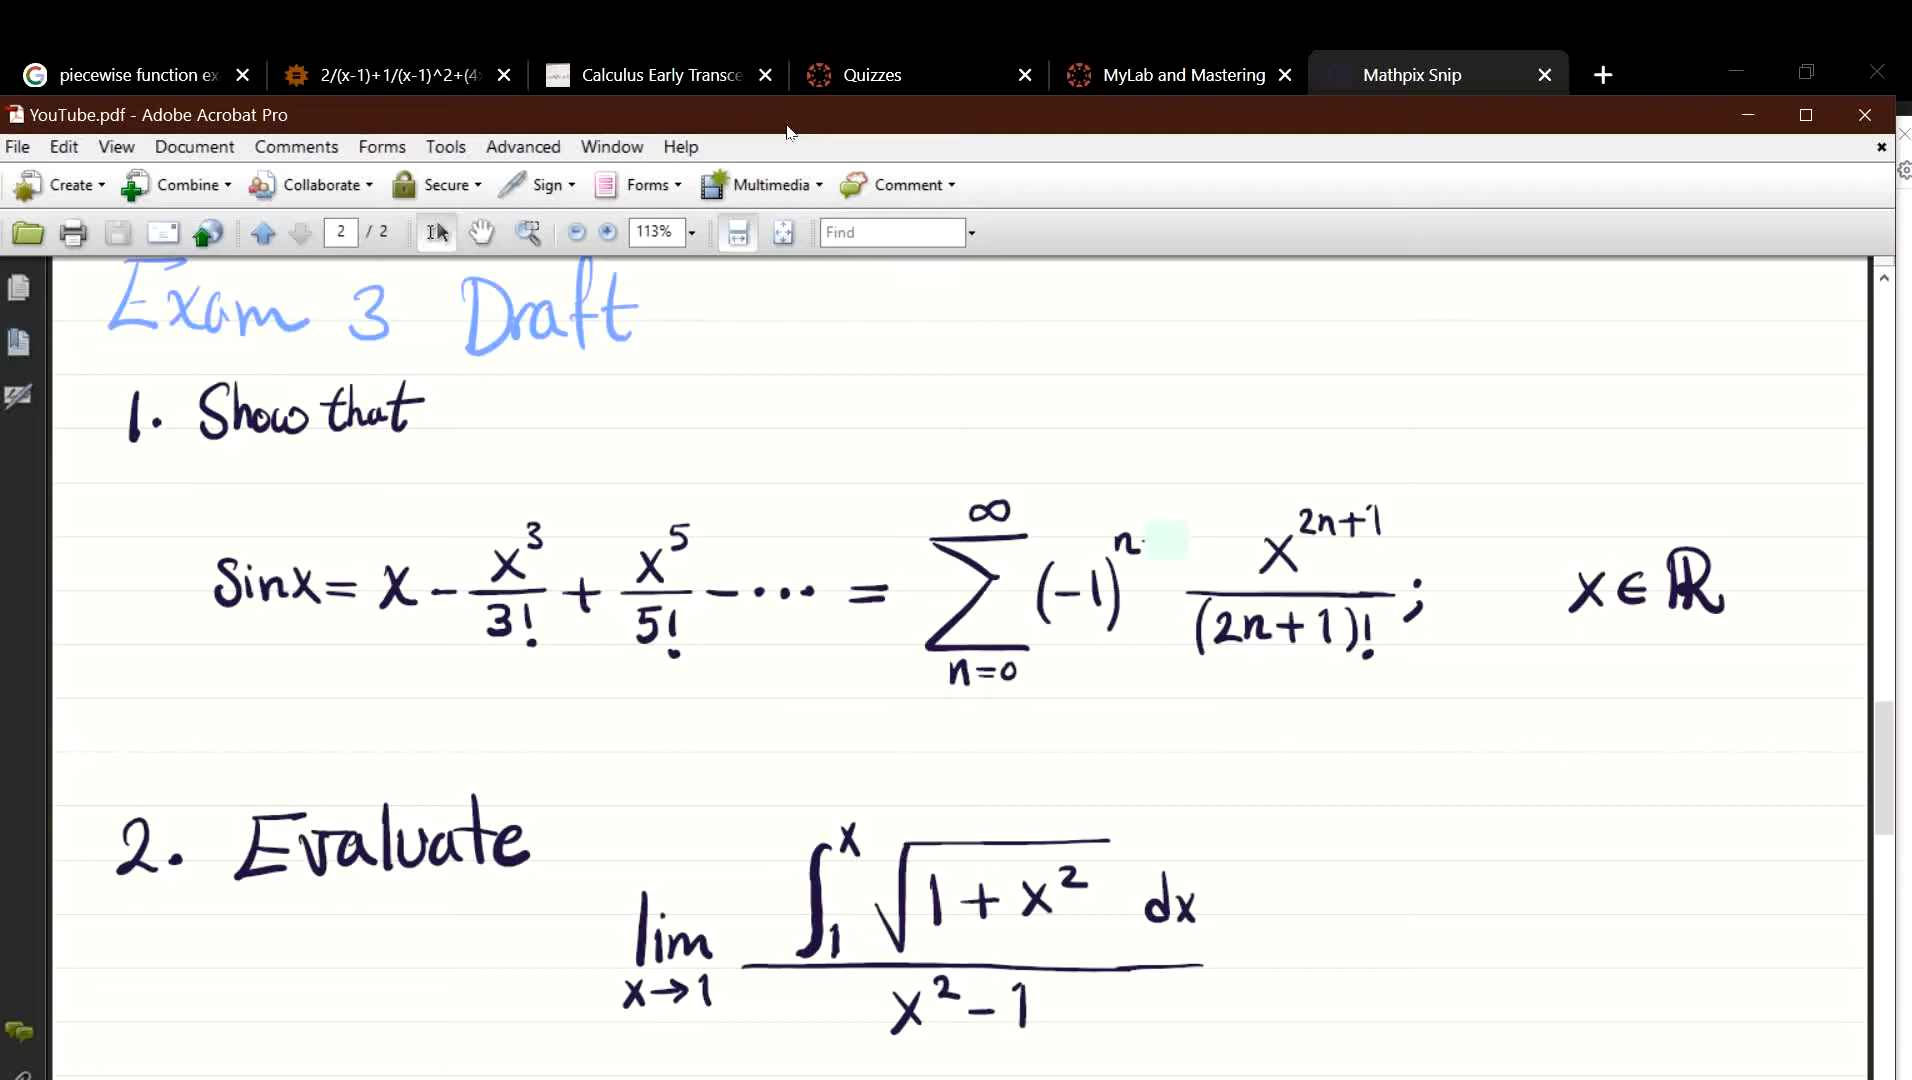 piecewise function ex
2/(x-1)+1/(x-1)^2+(4x
Calculus Early Transce
Quizzes
MyLab and Mastering
Mathpix Snip
YouTube.pdf - Adobe Acrobat Pro
File Edit View Document Comments Forms Tools Advanced Window Help
Create Combine Collaborate Secure Sign Forms Multimedia Comment
2 / 2 113% Find
Exam 3 Draft
1. Show that
sinx = x - x^3/3! + x^5/5! - ... = ∑_{n=0}^{∞} (-1)^n x^{2n+1}/(2n+1)! ; x ∈ ℝ
2. Evaluate
lim_{x→1} ∫_1^x √(1+x^2) dx / (x^2-1)